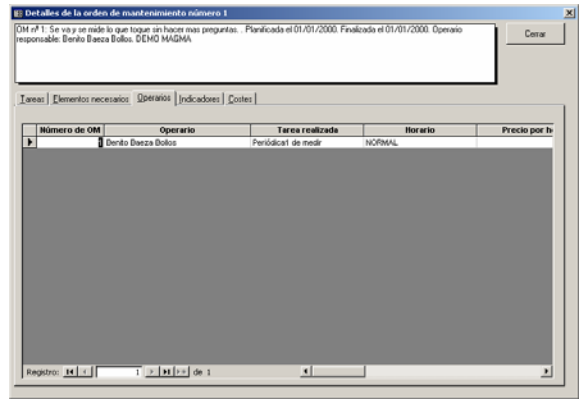 Detalles de la orden de mantenimiento número 1
OM nº 1: Se va y se mide lo que toque sin hacer mas preguntas. . Planificada el 01/01/2000. Finalizada el 01/01/2000. Operario
responsable: Benito Baeza Bollos. DEMO MAGMA
Cerrar
Tareas Elementos necesarios Operarios Indicadores Costes
Número de OM Operario Tarea realizada Horario Precio por h
1 Benito Baeza Bollos Periódica1 de medir NORMAL
Registro: 1 de 1